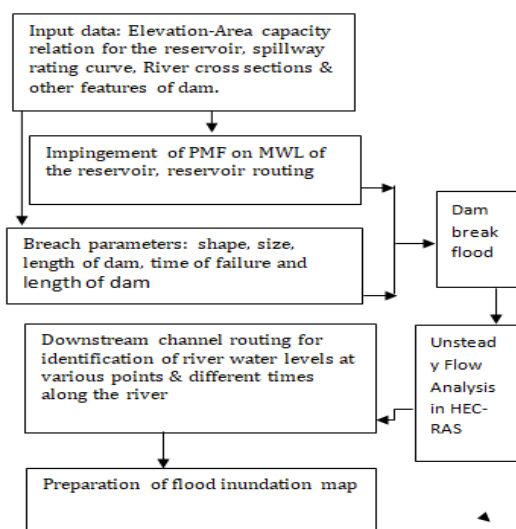 Input data: Elevation-Area capacity
relation for the reservoir, spillway
rating curve, River cross sections &
other features of dam.
Impingement of PMF on MWL of
the reservoir, reservoir routing
Breach parameters: shape, size,
length of dam, time of failure and
length of dam
Dam
break
flood
Unstead
y Flow
Analysis
in HEC-
RAS
Downstream channel routing for
identification of river water levels at
various points & different times
along the river
Preparation of flood inundation map